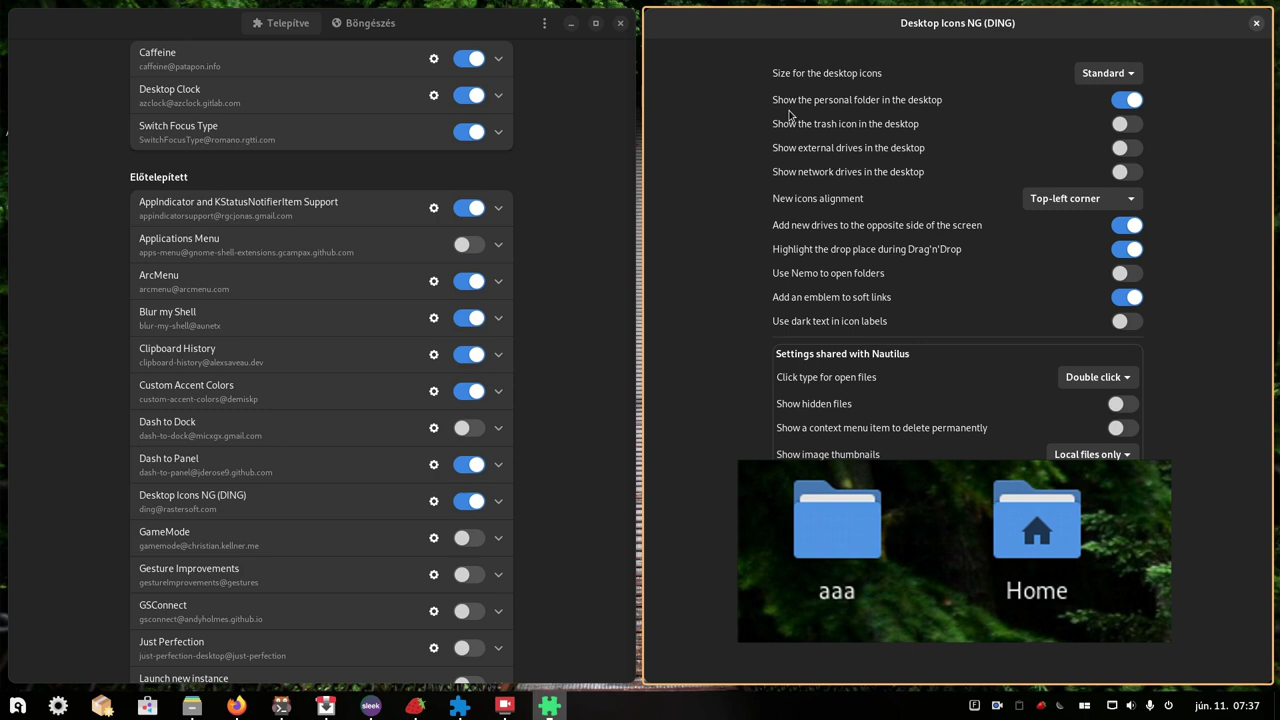 Telepítve
Böngészés
Caffeine
caffeine@patapon.info
Desktop Clock
azclock@azclock.gitlab.com
Switch Focus Type
SwitchFocusType@romano.rgtti.com
Előtelepített
AppIndicator and KStatusNotifierItem Support
appindicatorsupport@rgcjonas.gmail.com
Applications Menu
apps-menu@gnome-shell-extensions.gcampax.github.com
ArcMenu
arcmenu@arcmenu.com
Blur my Shell
blur-my-shell@aunetx
Clipboard History
clipboard-history@alexsaveau.dev
Custom Accent Colors
custom-accent-colors@demiskp
Dash to Dock
dash-to-dock@micxgx.gmail.com
Dash to Panel
dash-to-panel@jderose9.github.com
Desktop Icons NG (DING)
ding@rastersoft.com
GameMode
gamemode@christian.kellner.me
Gesture Improvements
gestureImprovements@gestures
GSConnect
gsconnect@andyholmes.github.io
Just Perfection
just-perfection-desktop@just-perfection
Launch new instance
Desktop Icons NG (DING)
Size for the desktop icons
Standard
Show the personal folder in the desktop
Show the trash icon in the desktop
Show external drives in the desktop
Show network drives in the desktop
New icons alignment
Top-left corner
Add new drives to the opposite side of the screen
Highlight the drop place during Drag'n'Drop
Use Nemo to open folders
Add an emblem to soft links
Use dark text in icon labels
Settings shared with Nautilus
Click type for open files
Double click
Show hidden files
Show a context menu item to delete permanently
Show image thumbnails
Local files only
aaa
Home
slek
F
jún. 11. 07:37